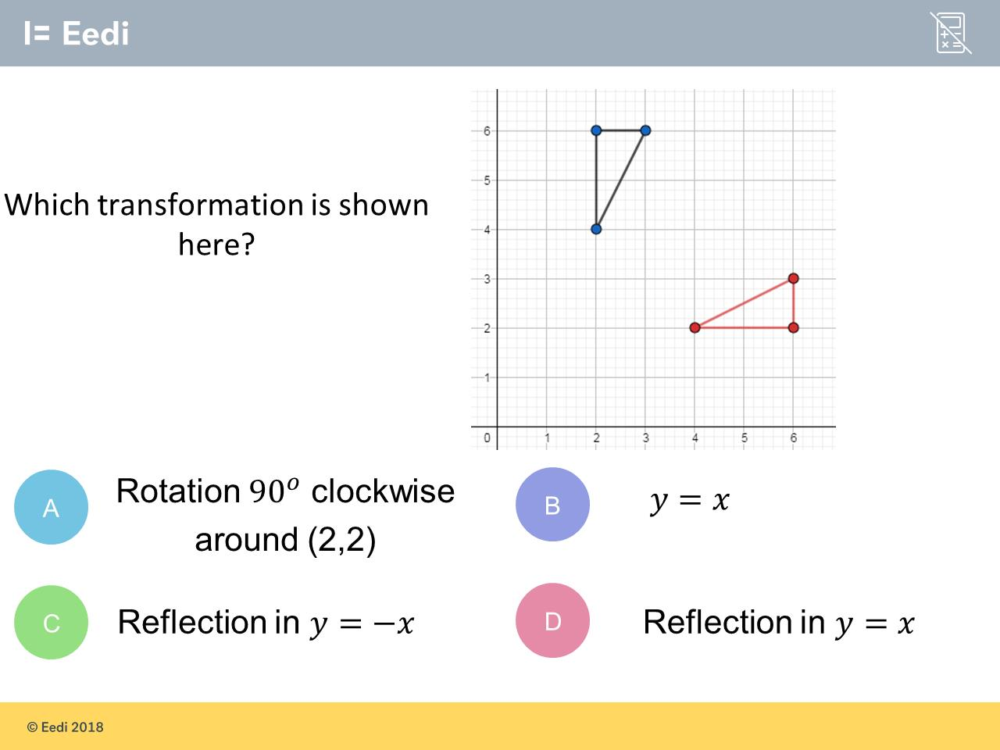 Eedi
Which transformation is shown
here?
6
5
4
3
2
1
0 1 2 3 4 5 6
A
Rotation 90° clockwise
around (2,2)
B
y = x
C
Reflection in y = −x
D
Reflection in y = x
© Eedi 2018